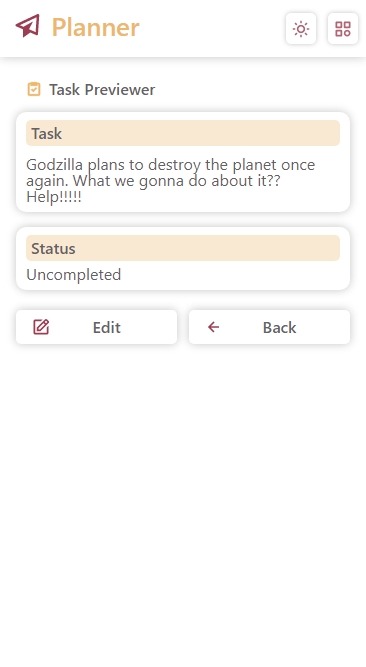 Planner
Task Previewer
Task
Godzilla plans to destroy the planet once
again. What we gonna do about it??
Help!!!!!
Status
Uncompleted
Edit
Back